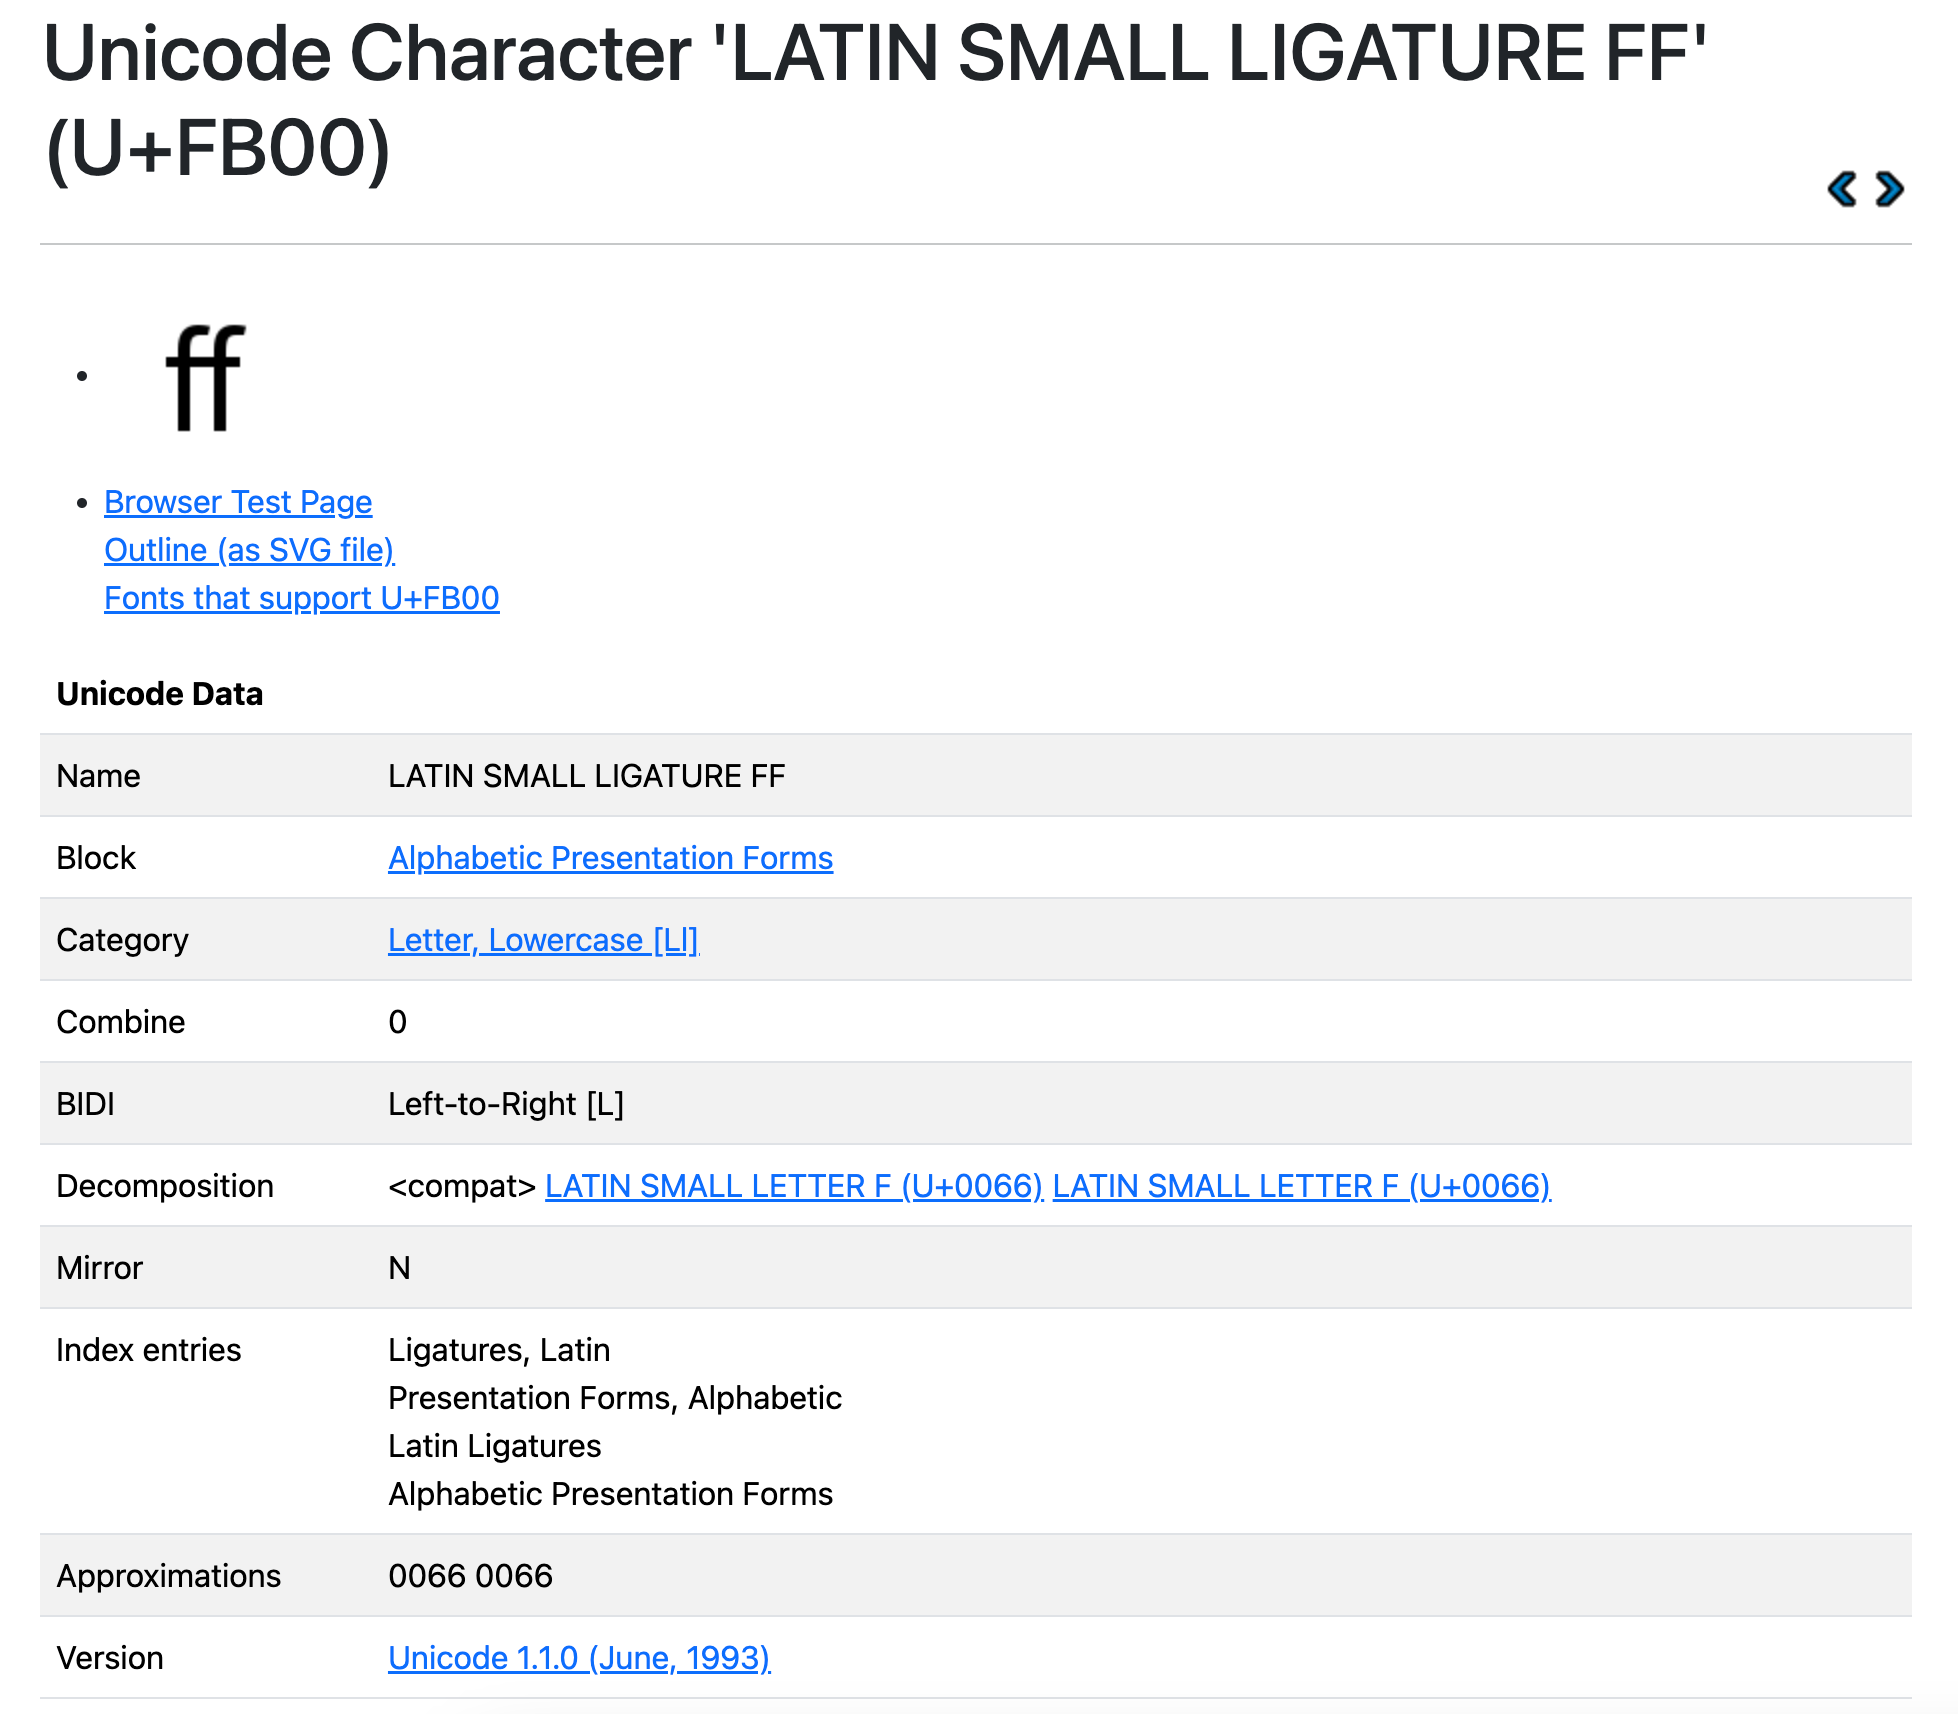 Unicode Character 'LATIN SMALL LIGATURE FF'
(U+FB00)
ff
Browser Test Page
Outline (as SVG file)
Fonts that support U+FB00
Unicode Data
Name LATIN SMALL LIGATURE FF
Block Alphabetic Presentation Forms
Category Letter, Lowercase [Ll]
Combine 0
BIDI Left-to-Right [L]
Decomposition <compat> LATIN SMALL LETTER F (U+0066) LATIN SMALL LETTER F (U+0066)
Mirror N
Index entries Ligatures, Latin
Presentation Forms, Alphabetic
Latin Ligatures
Alphabetic Presentation Forms
Approximations 0066 0066
Version Unicode 1.1.0 (June, 1993)